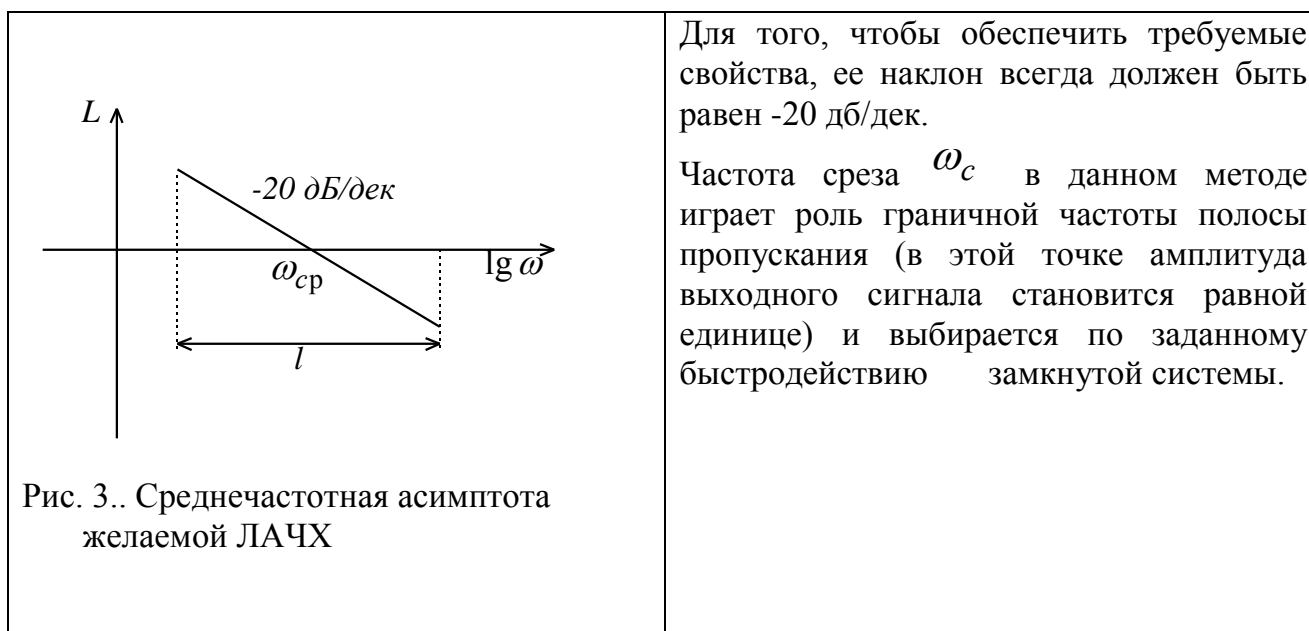 L
-20 дБ/дек
lg ω
ω_ср
l
Рис. 3.. Среднечастотная асимптота
желаемой ЛАЧХ
Для того, чтобы обеспечить требуемые
свойства, ее наклон всегда должен быть
равен -20 дб/дек.
Частота среза ω_c в данном методе
играет роль граничной частоты полосы
пропускания (в этой точке амплитуда
выходного сигнала становится равной
единице) и выбирается по заданному
быстродействию замкнутой системы.